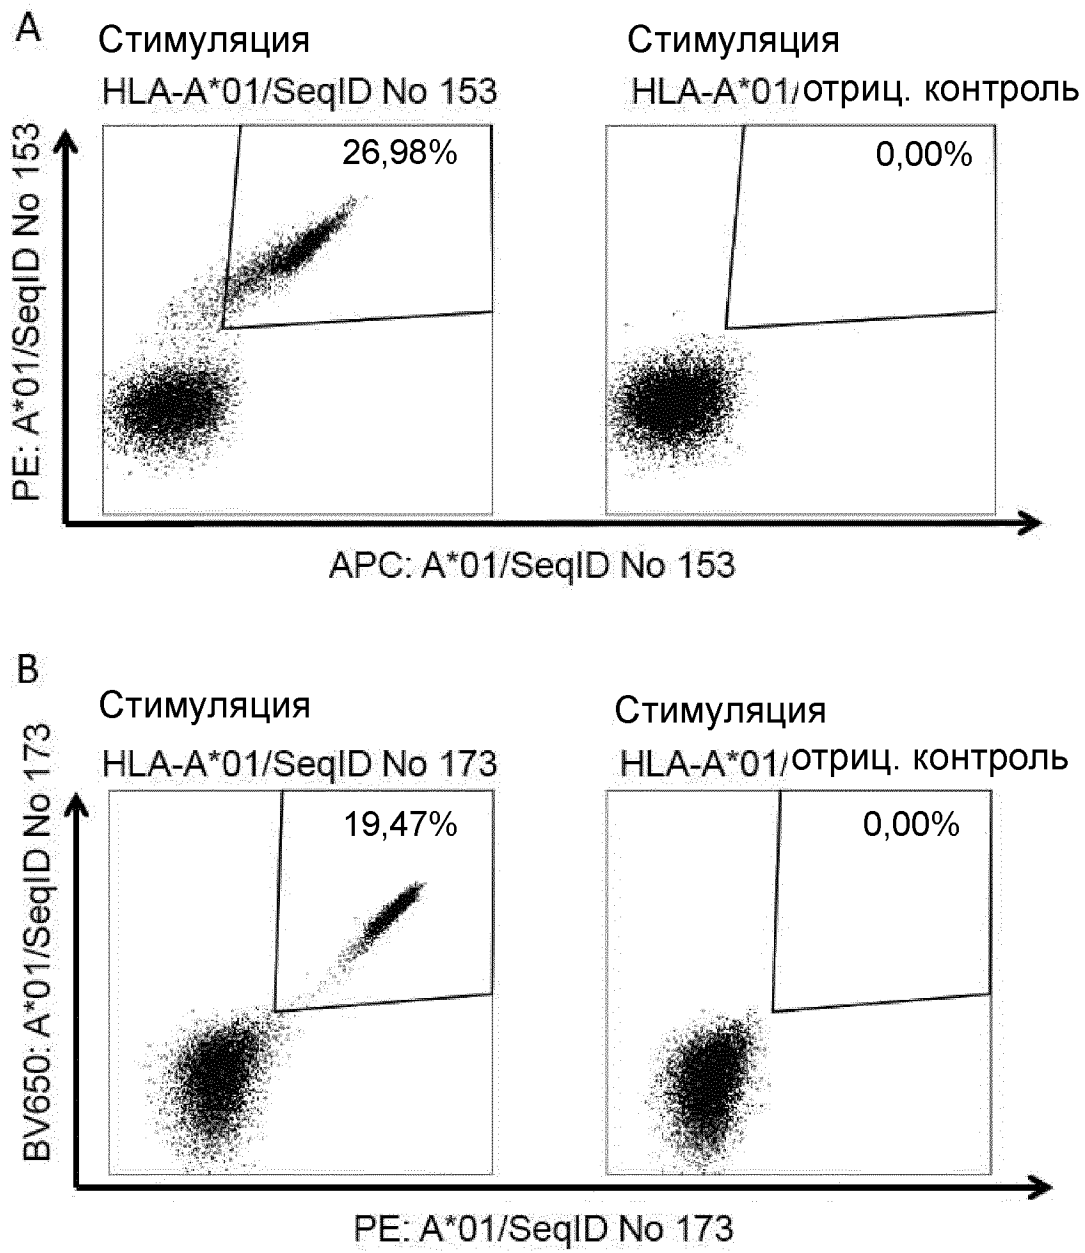 A
Стимуляция
HLA-A*01/SeqID No 153
Стимуляция
HLA-A*01/отриц. контроль
PE: A*01/SeqID No 153
26,98%
0,00%
APC: A*01/SeqID No 153
B
Стимуляция
HLA-A*01/SeqID No 173
Стимуляция
HLA-A*01/отриц. контроль
BV650: A*01/SeqID No 173
19,47%
0,00%
PE: A*01/SeqID No 173